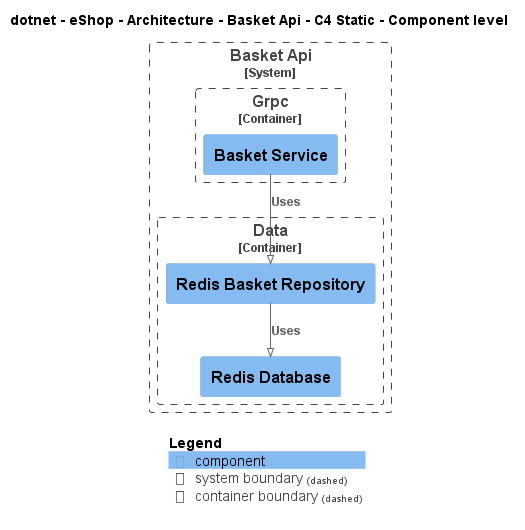 dotnet - eShop - Architecture - Basket Api - C4 Static - Component level
Basket Api
[System]
Grpc
[Container]
Basket Service
Uses
Data
[Container]
Redis Basket Repository
Uses
Redis Database
Legend
component
system boundary (dashed)
container boundary (dashed)